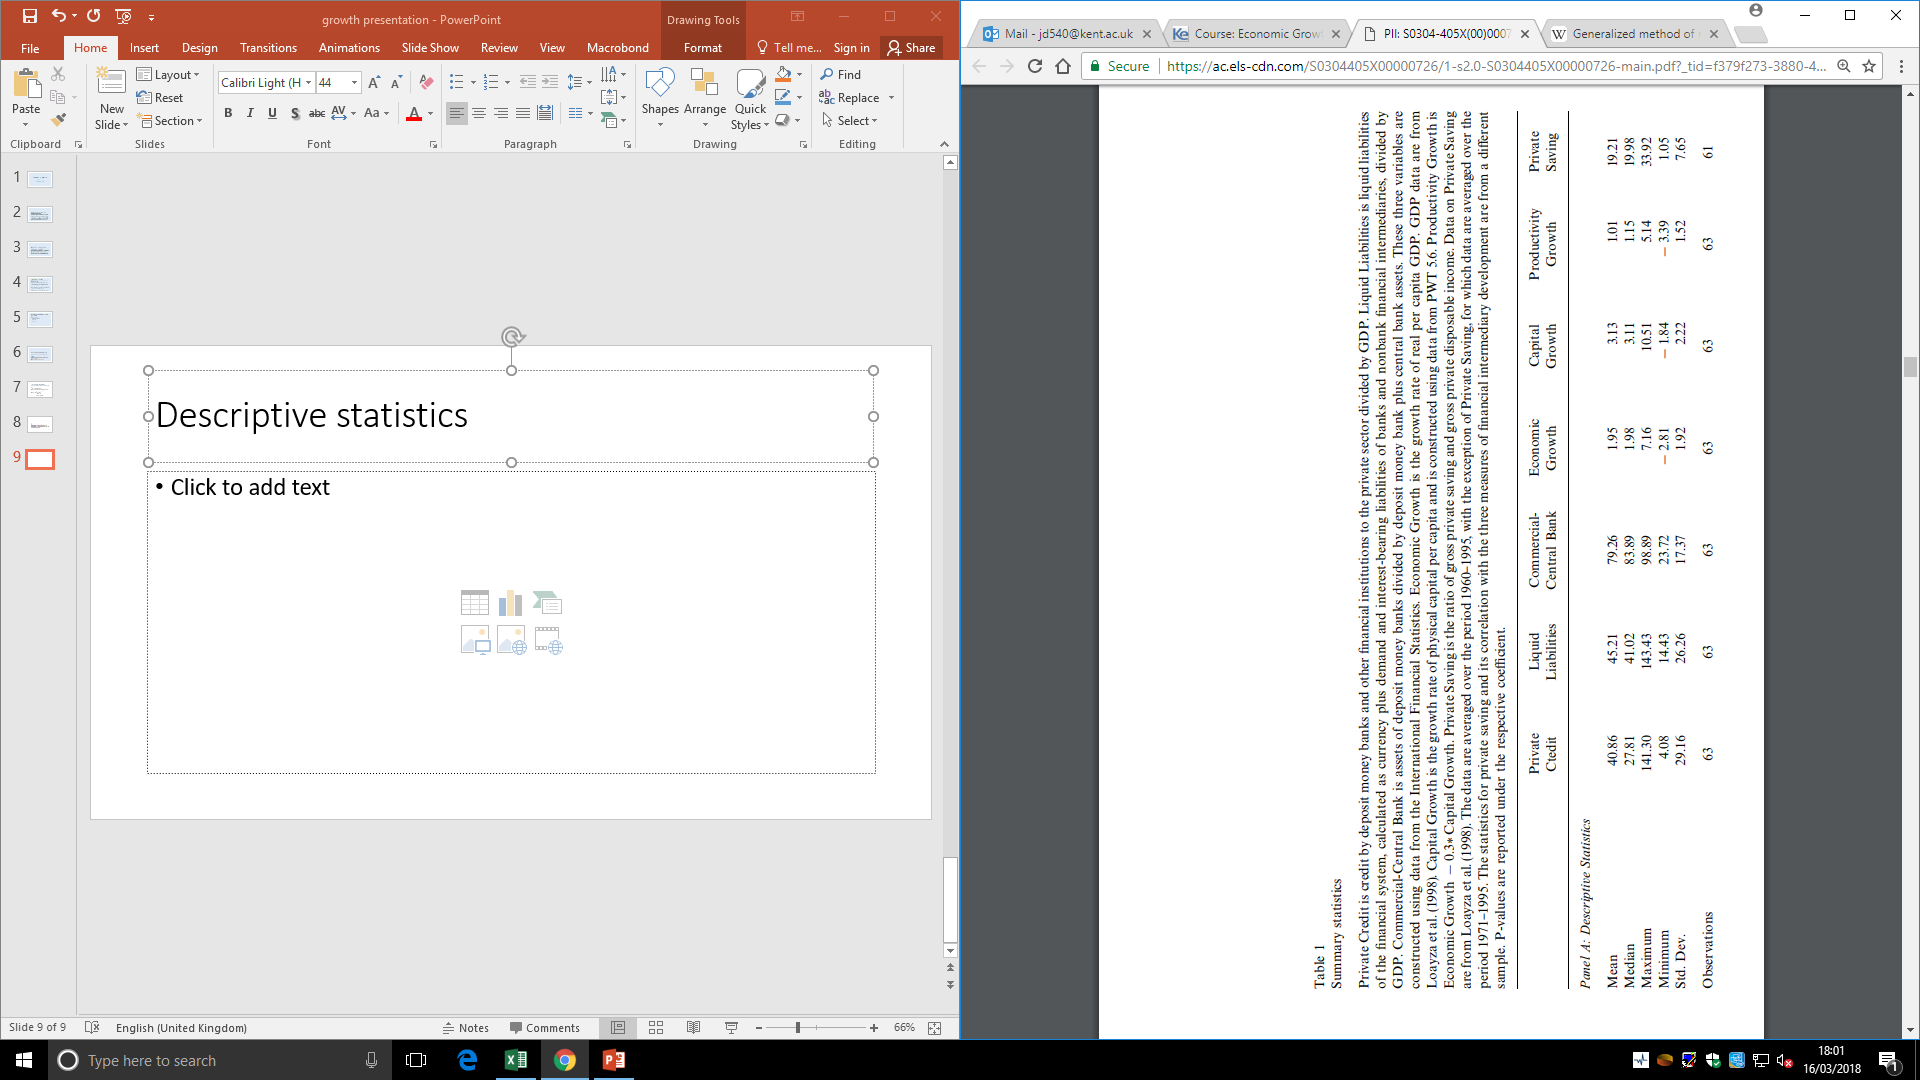 growth presentation - PowerPoint
Drawing Tools
File
Home
Insert
Design
Transitions
Animations
Slide Show
Review
View
Macrobond
Format
Tell me...
Sign in
Share
Paste
New
Slide
Layout
Reset
Section
Calibri Light (H
44
B I U S abc AV Aa A
Shapes
Arrange
Quick
Styles
Find
Replace
Select
Clipboard
Slides
Font
Paragraph
Drawing
Editing
1
2
3
4
5
6
7
8
9
Descriptive statistics
• Click to add text
Slide 9 of 9
English (United Kingdom)
Notes
Comments
66%
Mail - jd540@kent.ac.uk
Course: Economic Grow
PII: S0304-405X(00)0007
Generalized method of
Secure
https://ac.els-cdn.com/S0304405X00000726/1-s2.0-S0304405X00000726-main.pdf?_tid=f379f273-3880-4...
Table 1
Summary statistics
Private Credit is credit by deposit money banks and other financial institutions to the private sector divided by GDP. Liquid Liabilities is liquid liabilities
of the financial system, calculated as currency plus demand and interest-bearing liabilities of banks and nonbank financial intermediaries, divided by
GDP. Commercial-Central Bank is assets of deposit money banks divided by deposit money bank plus central bank assets. These three variables are
constructed using data from the International Financial Statistics. Economic Growth is the growth rate of real per capita GDP. GDP data are from
Loayza et al. (1998). Capital Growth is the growth rate of physical capital per capita and is constructed using data from PWT 5.6. Productivity Growth is
Economic Growth − 0.3* Capital Growth. Private Saving is the ratio of gross private saving and gross private disposable income. Data on Private Saving
are from Loayza et al. (1998). The data are averaged over the period 1960–1995, with the exception of Private Saving, for which data are averaged over the
period 1971–1995. The statistics for private saving and its correlation with the three measures of financial intermediary development are from a different
sample. P-values are reported under the respective coefficient.
Private Liquid Commercial- Economic Capital Productivity Private
Ctedit Liabilities Central Bank Growth Growth Growth Saving
Panel A: Descriptive Statistics
Mean 40.86 45.21 79.26 1.95 3.13 1.01 19.21
Median 27.81 41.02 83.89 1.98 3.11 1.15 19.98
Maximum 141.30 143.43 98.89 7.16 10.51 5.14 33.92
Minimum 4.08 14.43 23.72 − 2.81 − 1.84 − 3.39 1.05
Std. Dev. 29.16 26.26 17.37 1.92 2.22 1.52 7.65
Observations 63 63 63 63 63 63 61
Type here to search
18:01
16/03/2018
1